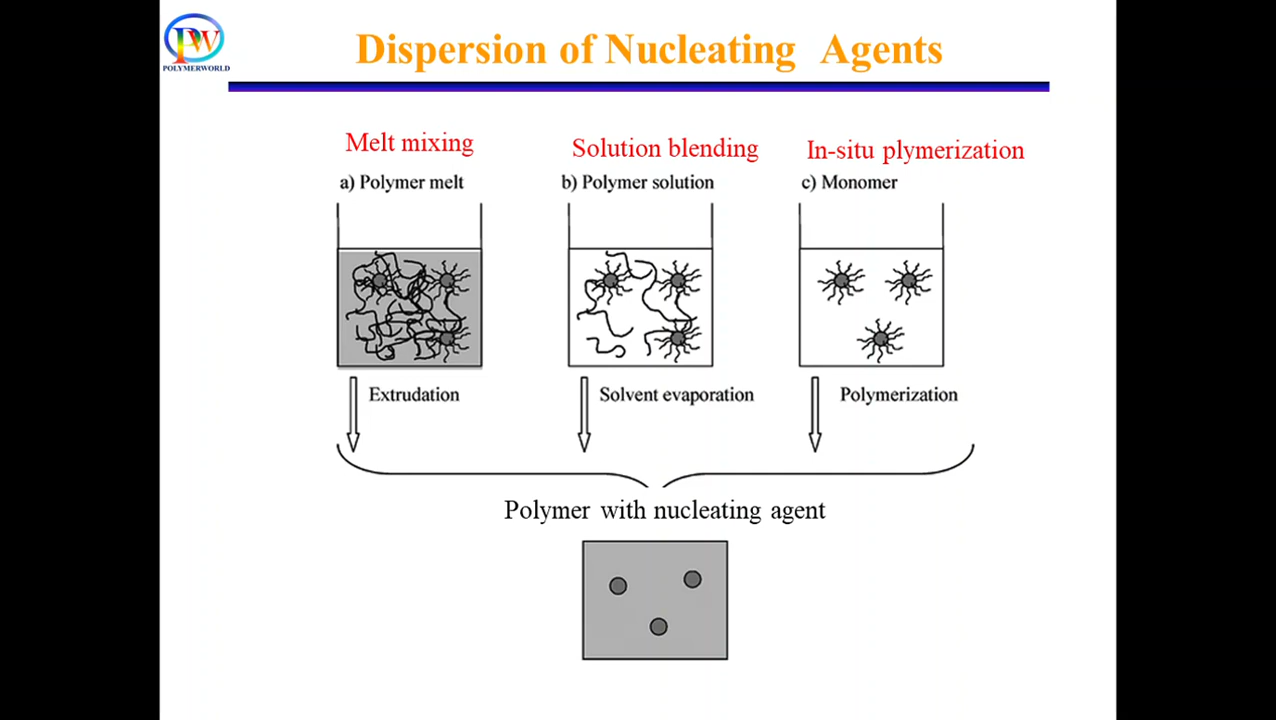 PW
POLYMERWORLD
Dispersion of Nucleating Agents
Melt mixing
Solution blending
In-situ plymerization
a) Polymer melt
b) Polymer solution
c) Monomer
Extrudation
Solvent evaporation
Polymerization
Polymer with nucleating agent